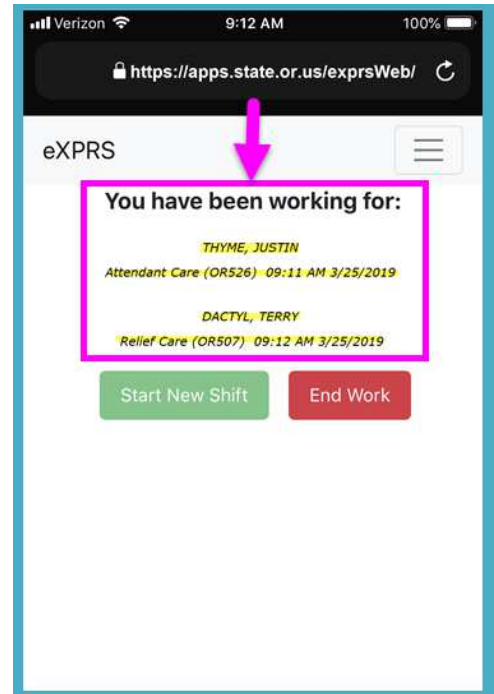 Verizon 9:12 AM 100%
https://apps.state.or.us/exprsWeb/
eXPRS
You have been working for:
THYME, JUSTIN
Attendant Care (OR526) 09:11 AM 3/25/2019
DACTYL, TERRY
Relief Care (OR507) 09:12 AM 3/25/2019
Start New Shift End Work